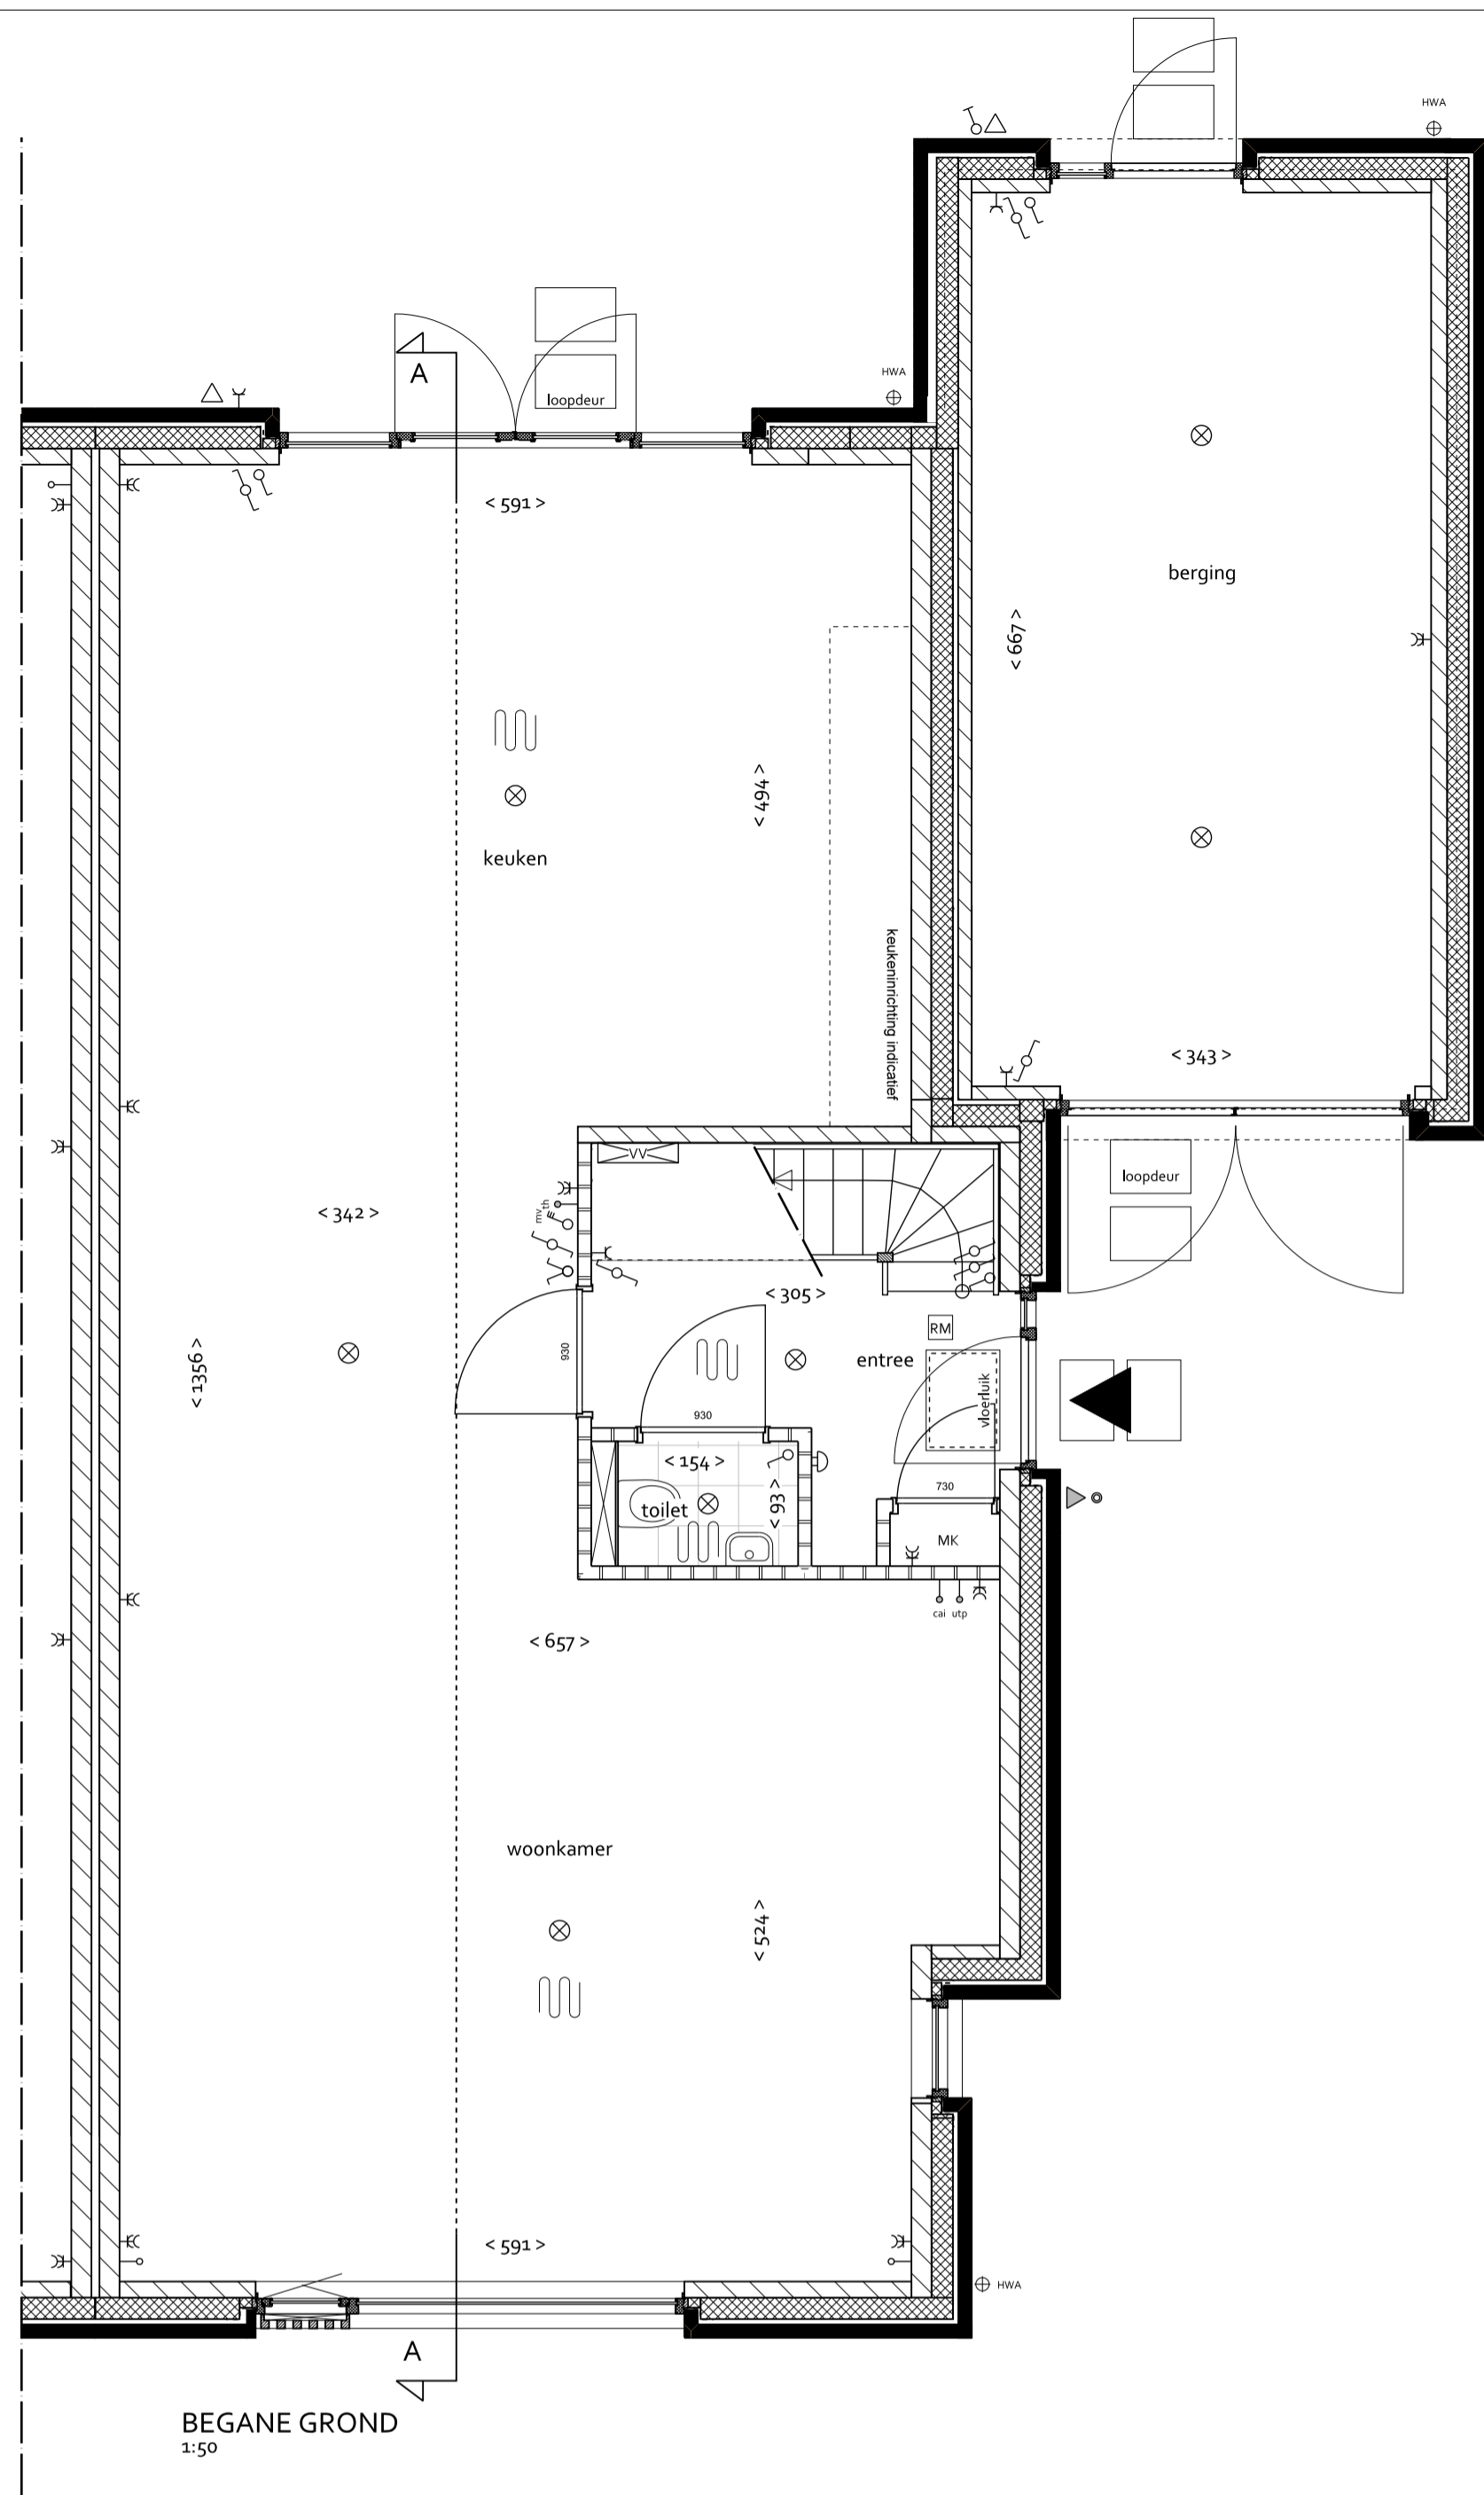 HWA
A
loopdeur
HWA
< 591 >
berging
< 667 >
< 494 >
keuken
keukeninrichting indicatief
< 343 >
VV
loopdeur
mv
th
< 342 >
< 305 >
RM
930
entree
< 1356 >
vloerluik
930
< 154 >
730
toilet
< 93 >
MK
cai utp
< 657 >
woonkamer
< 524 >
< 591 >
HWA
A
BEGANE GROND
1:50